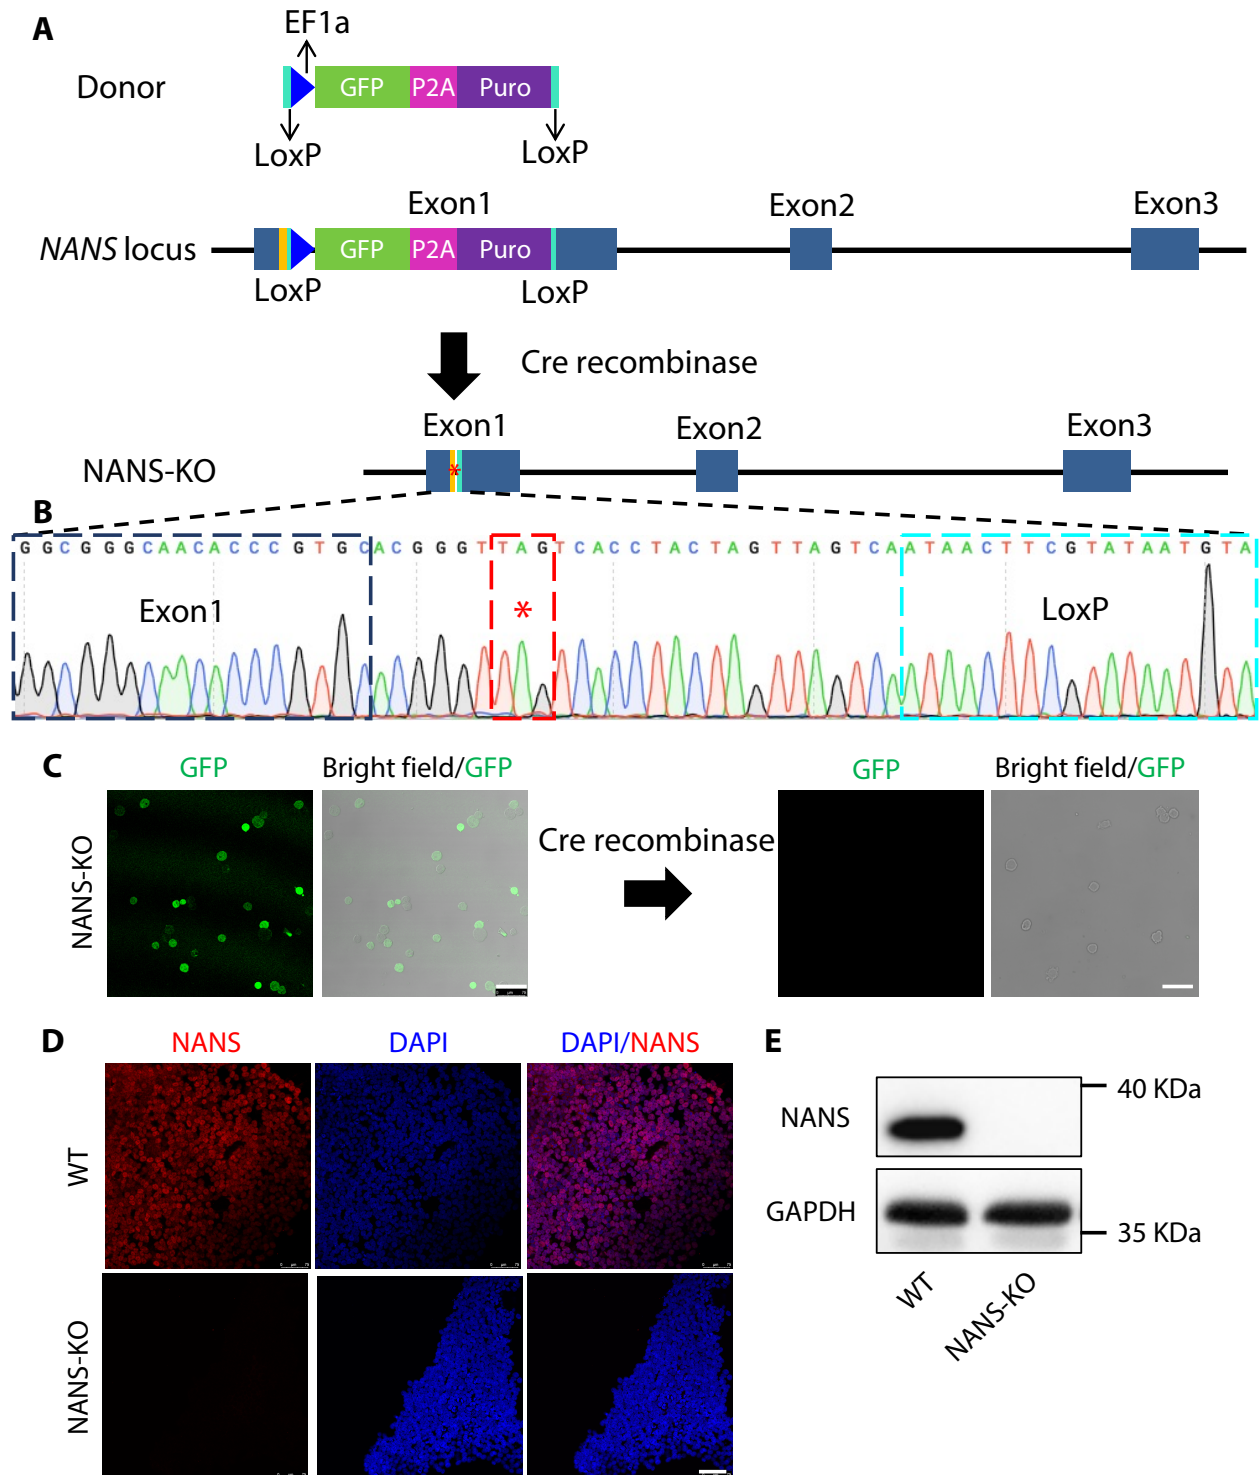 A
EF1a
Donor
GFP P2A Puro
LoxP LoxP
Exon1 Exon2 Exon3
NANS locus
GFP P2A Puro
LoxP LoxP
Cre recombinase
Exon1 Exon2 Exon3
NANS-KO
*
B
GGCGGGCAACACCCGTGCACGGGTTAGTCACCTACTAGTTAGTCAATAACTTCGTATAATGTA
Exon1 * LoxP
C
GFP Bright field/GFP GFP Bright field/GFP
NANS-KO
Cre recombinase
D
NANS DAPI DAPI/NANS
WT
NANS-KO
E
40 KDa
NANS
GAPDH
35 KDa
WT NANS-KO